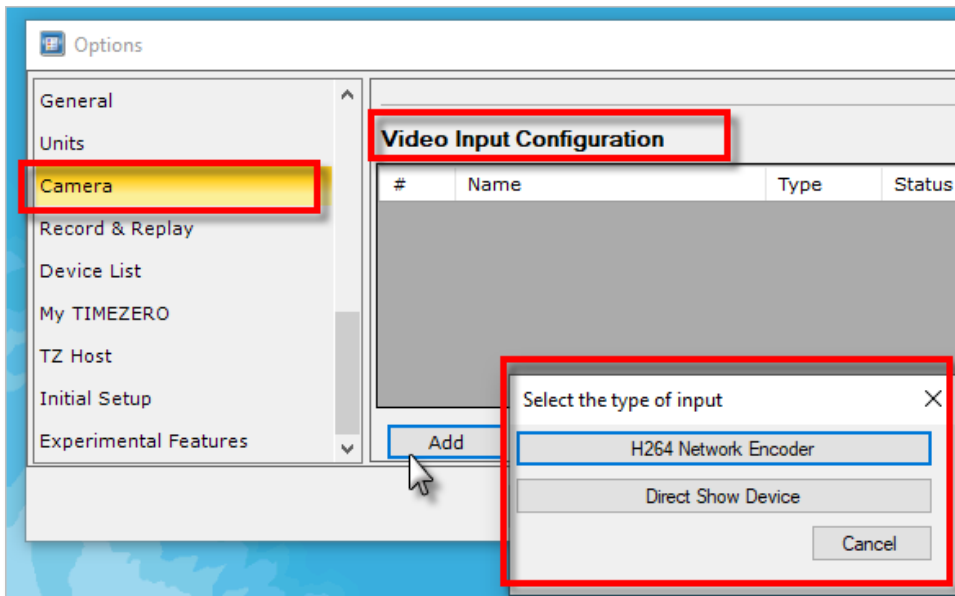 Options
General
Units
Camera
Record & Replay
Device List
My TIMEZERO
TZ Host
Initial Setup
Experimental Features
Video Input Configuration
# Name Type Status
Add
Select the type of input
H264 Network Encoder
Direct Show Device
Cancel